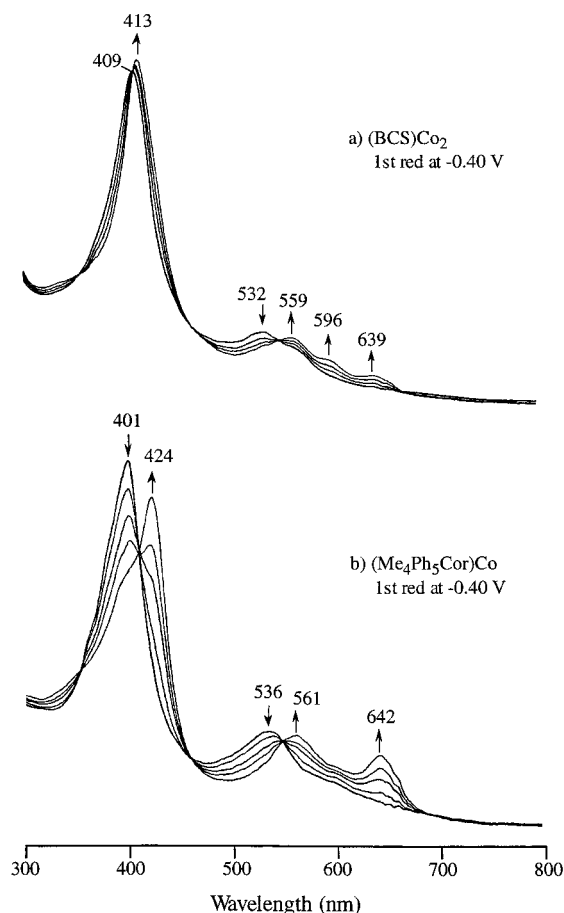 413
409
a) (BCS)Co2
1st red at -0.40 V
532
559
596
639
401
424
b) (Me4Ph5Cor)Co
1st red at -0.40 V
536
561
642
300 400 500 600 700 800
Wavelength (nm)